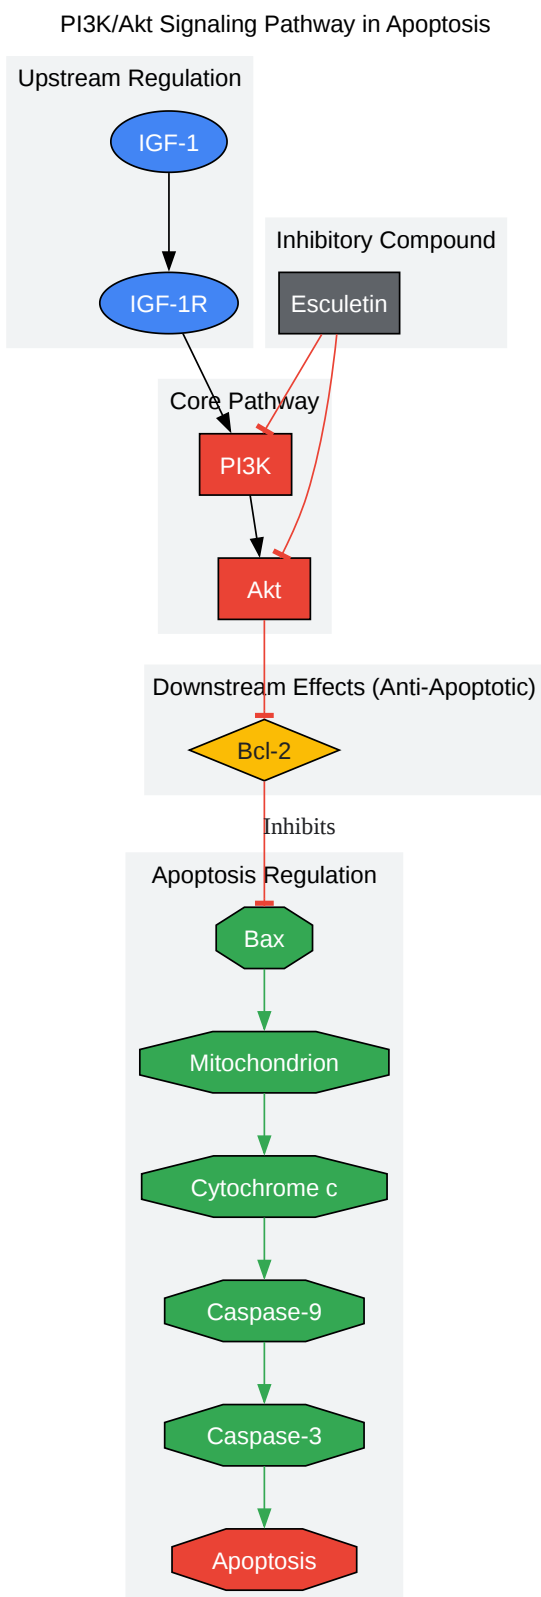 PI3K/Akt Signaling Pathway in Apoptosis
Upstream Regulation
IGF-1
Inhibitory Compound
IGF-1R
Esculetin
Core Pathway
PI3K
Akt
Downstream Effects (Anti-Apoptotic)
Bcl-2
Inhibits
Apoptosis Regulation
Bax
Mitochondrion
Cytochrome c
Caspase-9
Caspase-3
Apoptosis